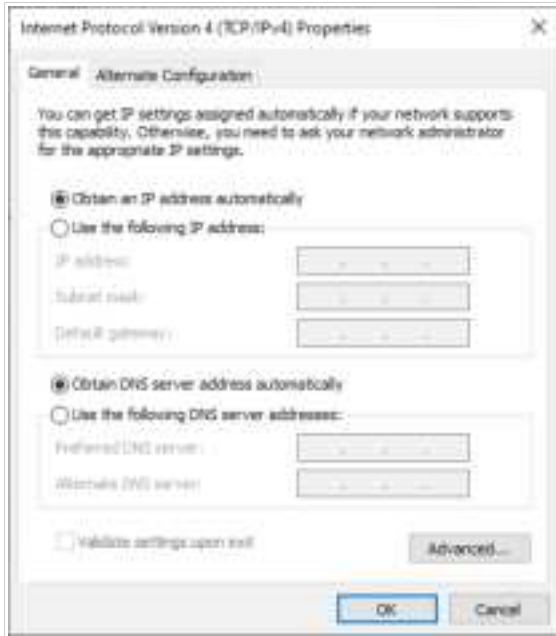 Internet Protocol Version 4 (TCP/IPv4) Properties
General
Alternate Configuration
You can get IP settings assigned automatically if your network supports
this capability. Otherwise, you need to ask your network administrator
for the appropriate IP settings.
Obtain an IP address automatically
Use the following IP address:
IP address:
Subnet mask:
Default gateway:
Obtain DNS server address automatically
Use the following DNS server addresses:
Preferred DNS server:
Alternate DNS server:
Validate settings upon exit
Advanced...
OK
Cancel